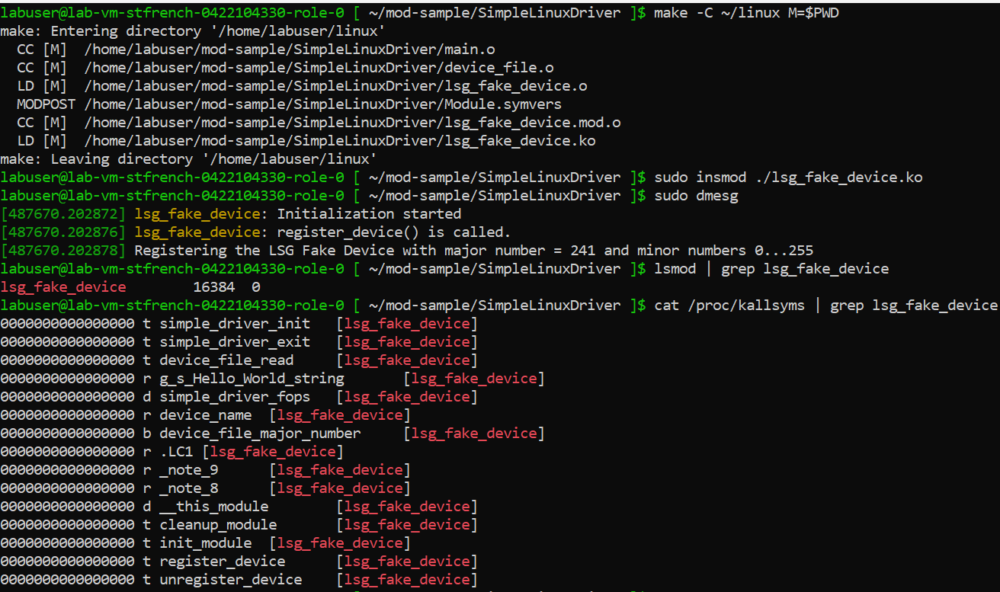 labuser@lab-vm-stfrench-0422104330-role-0 [ ~/mod-sample/SimpleLinuxDriver ]$ make -C ~/linux M=$PWD
make: Entering directory '/home/labuser/linux'
  CC [M]  /home/labuser/mod-sample/SimpleLinuxDriver/main.o
  CC [M]  /home/labuser/mod-sample/SimpleLinuxDriver/device_file.o
  LD [M]  /home/labuser/mod-sample/SimpleLinuxDriver/lsg_fake_device.o
  MODPOST /home/labuser/mod-sample/SimpleLinuxDriver/Module.symvers
  CC [M]  /home/labuser/mod-sample/SimpleLinuxDriver/lsg_fake_device.mod.o
  LD [M]  /home/labuser/mod-sample/SimpleLinuxDriver/lsg_fake_device.ko
make: Leaving directory '/home/labuser/linux'
labuser@lab-vm-stfrench-0422104330-role-0 [ ~/mod-sample/SimpleLinuxDriver ]$ sudo insmod ./lsg_fake_device.ko
labuser@lab-vm-stfrench-0422104330-role-0 [ ~/mod-sample/SimpleLinuxDriver ]$ sudo dmesg
[487670.202872] lsg_fake_device: Initialization started
[487670.202876] lsg_fake_device: register_device() is called.
[487670.202878] Registering the LSG Fake Device with major number = 241 and minor numbers 0...255
labuser@lab-vm-stfrench-0422104330-role-0 [ ~/mod-sample/SimpleLinuxDriver ]$ lsmod | grep lsg_fake_device
lsg_fake_device        16384  0
labuser@lab-vm-stfrench-0422104330-role-0 [ ~/mod-sample/SimpleLinuxDriver ]$ cat /proc/kallsyms | grep lsg_fake_device
0000000000000000 t simple_driver_init   [lsg_fake_device]
0000000000000000 t simple_driver_exit   [lsg_fake_device]
0000000000000000 t device_file_read     [lsg_fake_device]
0000000000000000 r g_s_Hello_World_string       [lsg_fake_device]
0000000000000000 d simple_driver_fops   [lsg_fake_device]
0000000000000000 r device_name  [lsg_fake_device]
0000000000000000 b device_file_major_number     [lsg_fake_device]
0000000000000000 r .LC1 [lsg_fake_device]
0000000000000000 r _note_9      [lsg_fake_device]
0000000000000000 r _note_8      [lsg_fake_device]
0000000000000000 d __this_module        [lsg_fake_device]
0000000000000000 t cleanup_module       [lsg_fake_device]
0000000000000000 t init_module  [lsg_fake_device]
0000000000000000 t register_device      [lsg_fake_device]
0000000000000000 t unregister_device    [lsg_fake_device]